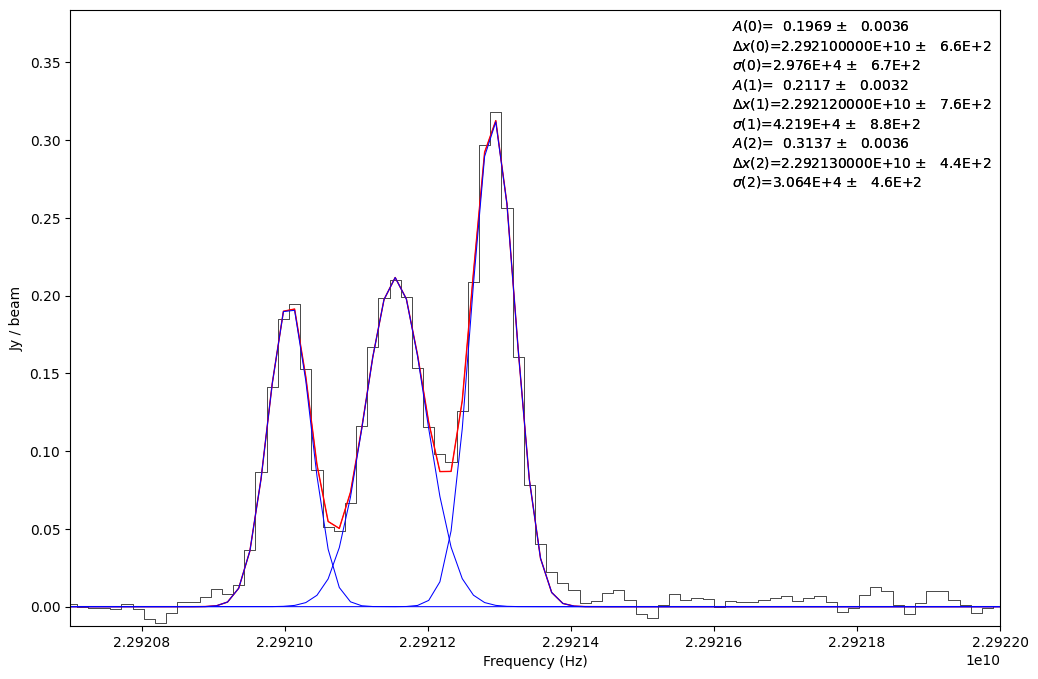 A(0)=  0.1969 ±   0.0036
Δx(0)=2.292100000E+10 ±   6.6E+2
σ(0)=2.976E+4 ±   6.7E+2
A(1)=  0.2117 ±   0.0032
Δx(1)=2.292120000E+10 ±   7.6E+2
σ(1)=4.219E+4 ±   8.8E+2
A(2)=  0.3137 ±   0.0036
Δx(2)=2.292130000E+10 ±   4.4E+2
σ(2)=3.064E+4 ±   4.6E+2
0.35
0.30
0.25
0.20
0.15
0.10
0.05
0.00
Jy / beam
2.29208 2.29210 2.29212 2.29214 2.29216 2.29218 2.29220
Frequency (Hz)
1e10